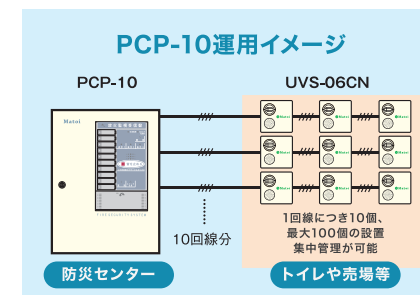 PCP-10運用イメージ
PCP-10
UVS-06CN
Matoi
1回線につき10個、
最大100個の設置
集中管理が可能
10回線分
防災センター
トイレや売場等